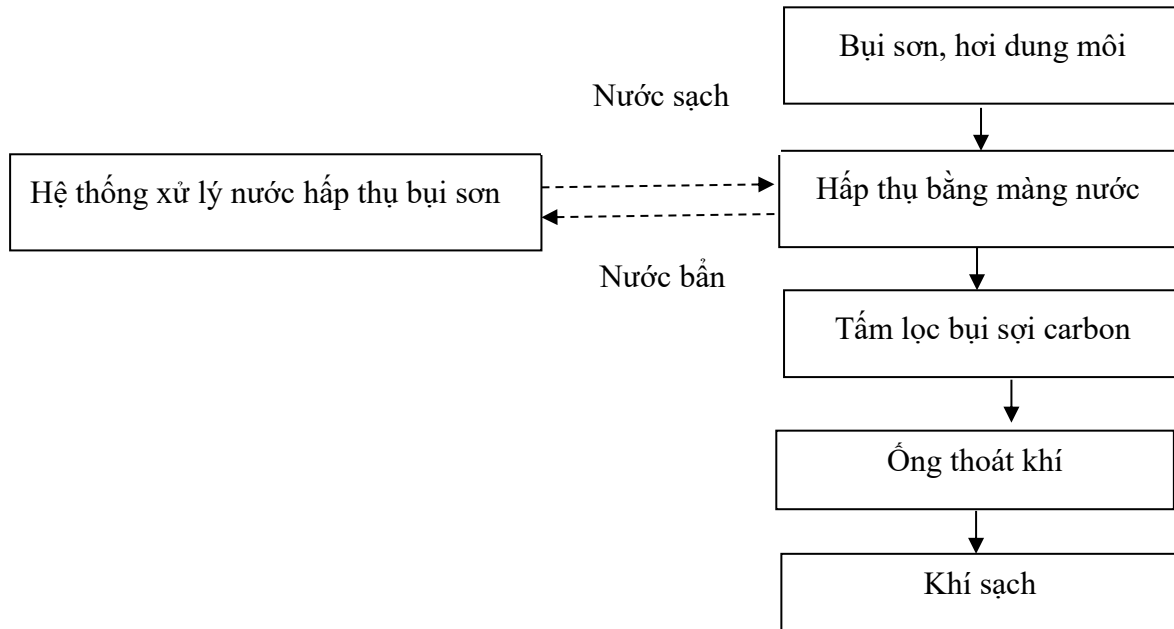 Bụi sơn, hơi dung môi
Nước sạch
Hệ thống xử lý nước hấp thụ bụi sơn
Hấp thụ bằng màng nước
Nước bẩn
Tấm lọc bụi sợi carbon
Ống thoát khí
Khí sạch